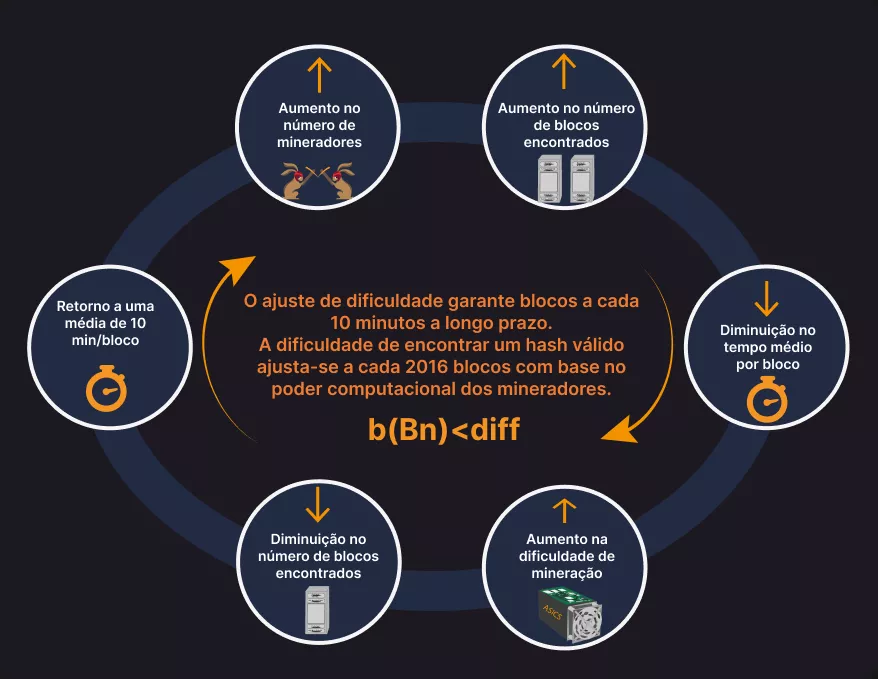 Aumento no
número de
mineradores
Aumento no número
de blocos
encontrados
Retorno a uma
média de 10
min/bloco
O ajuste de dificuldade garante blocos a cada
10 minutos a longo prazo.
A dificuldade de encontrar um hash válido
ajusta-se a cada 2016 blocos com base no
poder computacional dos mineradores.
b(Bn)<diff
Diminuição no
tempo médio
por bloco
Diminuição no
número de blocos
encontrados
Aumento na
dificuldade de
mineração
ASICS